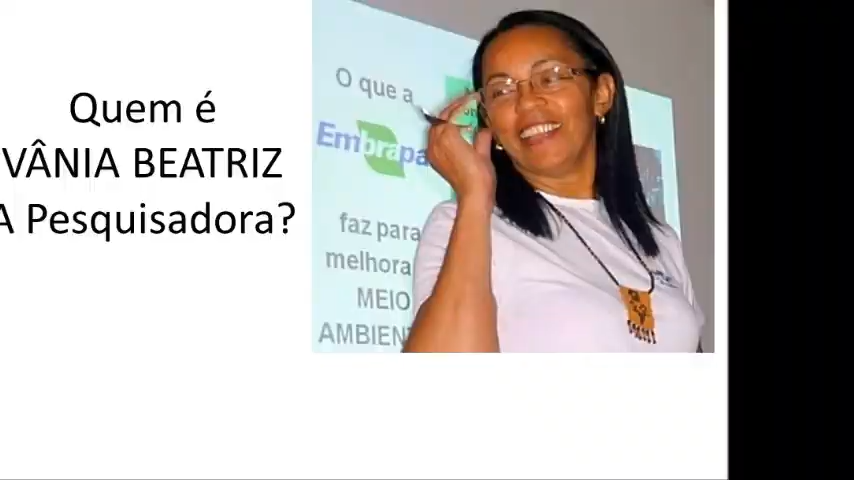 Quem é
VÂNIA BEATRIZ
A Pesquisadora?
O que a
Embrapa
faz para
melhora
MEIO
AMBIEN